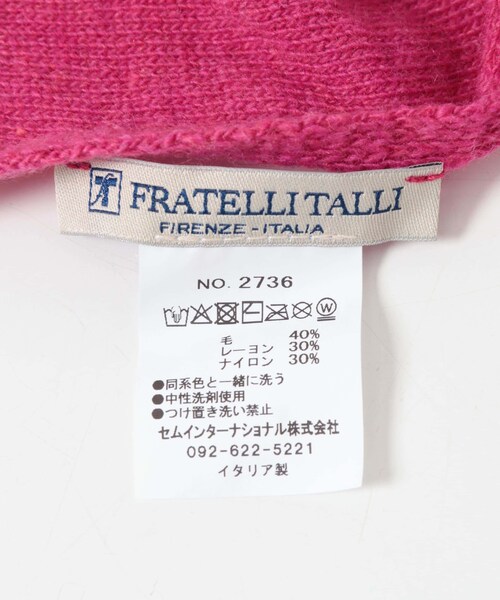 FRATELLI TALLI
FIRENZE - ITALIA
NO. 2736
毛 40%
レーヨン 30%
ナイロン 30%
●同系色と一緒に洗う
●中性洗剤使用
●つけ置き洗い禁止
セムインターナショナル株式会社
092-622-5221
イタリア製